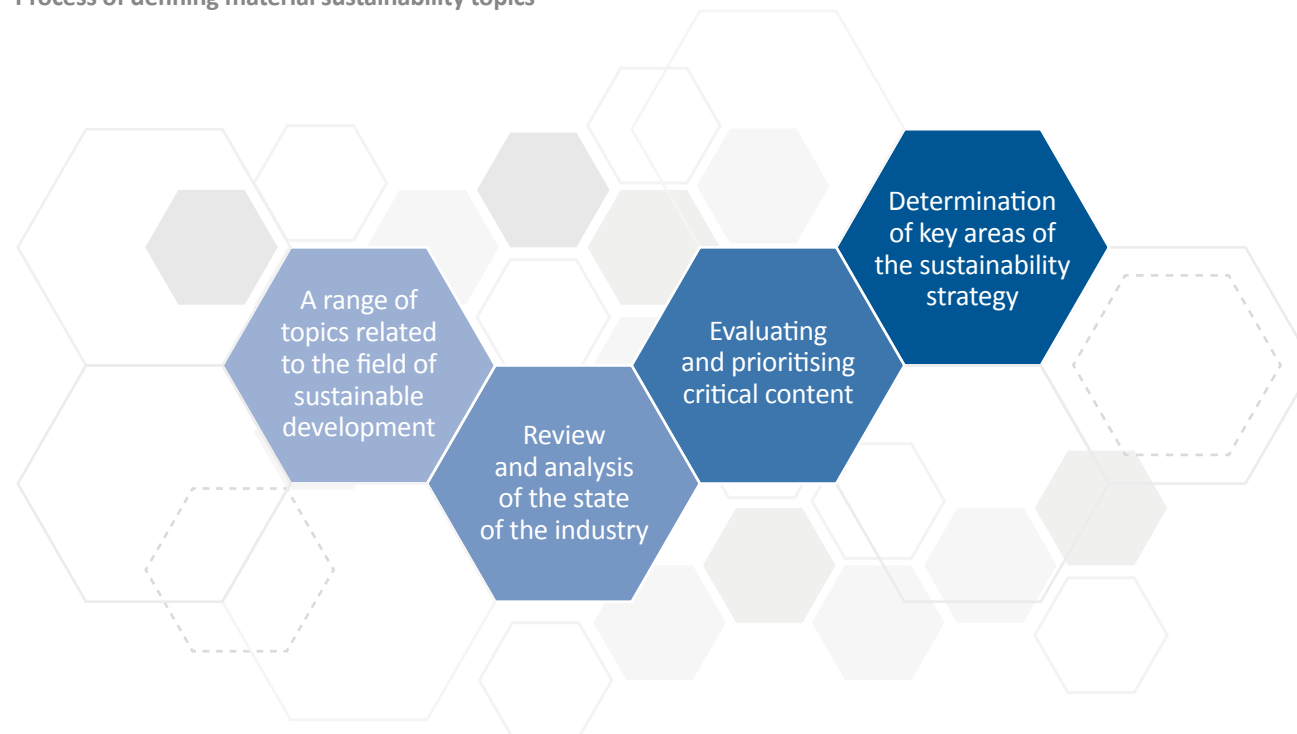 Process of defining material sustainability topics
A range of
topics related
to the field of
sustainable
development
Review
and analysis
of the state
of the industry
Evaluating
and prioritising
critical content
Determination
of key areas of
the sustainability
strategy